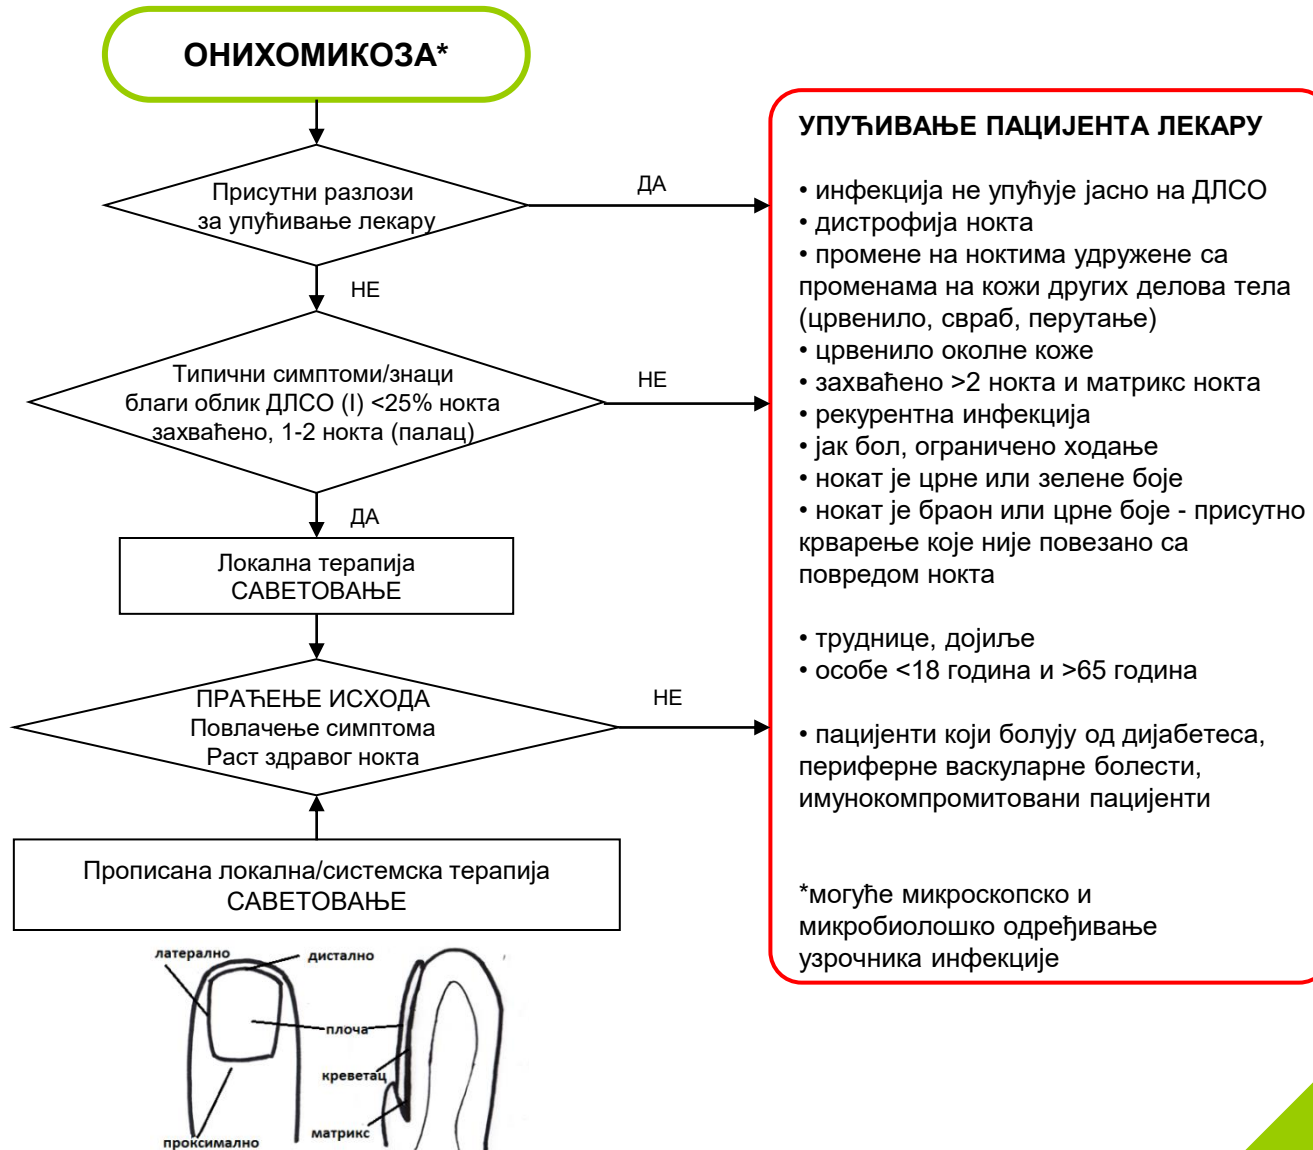 ОНИХОМИКОЗА*
Присутни разлози
за упућивање лекару
ДА
НЕ
Типични симптоми/знаци
благи облик ДЛСО (I) <25% нокта
захваћено, 1-2 нокта (палац)
НЕ
ДА
Локална терапија
САВЕТОВАЊЕ
ПРАЋЕЊЕ ИСХОДА
Повлачење симптома
Раст здравог нокта
НЕ
Прописана локална/системска терапија
САВЕТОВАЊЕ
УПУЋИВАЊЕ ПАЦИЈЕНТА ЛЕКАРУ
• инфекција не упућује јасно на ДЛСО
• дистрофија нокта
• промене на ноктима удружене са
променама на кожи других делова тела
(црвенило, свраб, перутање)
• црвенило околне коже
• захваћено >2 нокта и матрикс нокта
• рекурентна инфекција
• јак бол, ограничено ходање
• нокат је црне или зелене боје
• нокат је браон или црне боје - присутно
крварење које није повезано са
повредом нокта
• труднице, дојиље
• особе <18 година и >65 година
• пацијенти који болују од дијабетеса,
периферне васкуларне болести,
имунокомпромитовани пацијенти
*могуће микроскопско и
микробиолошко одређивање
узрочника инфекције
латерално
дистално
плоча
креветац
матрикс
проксимално